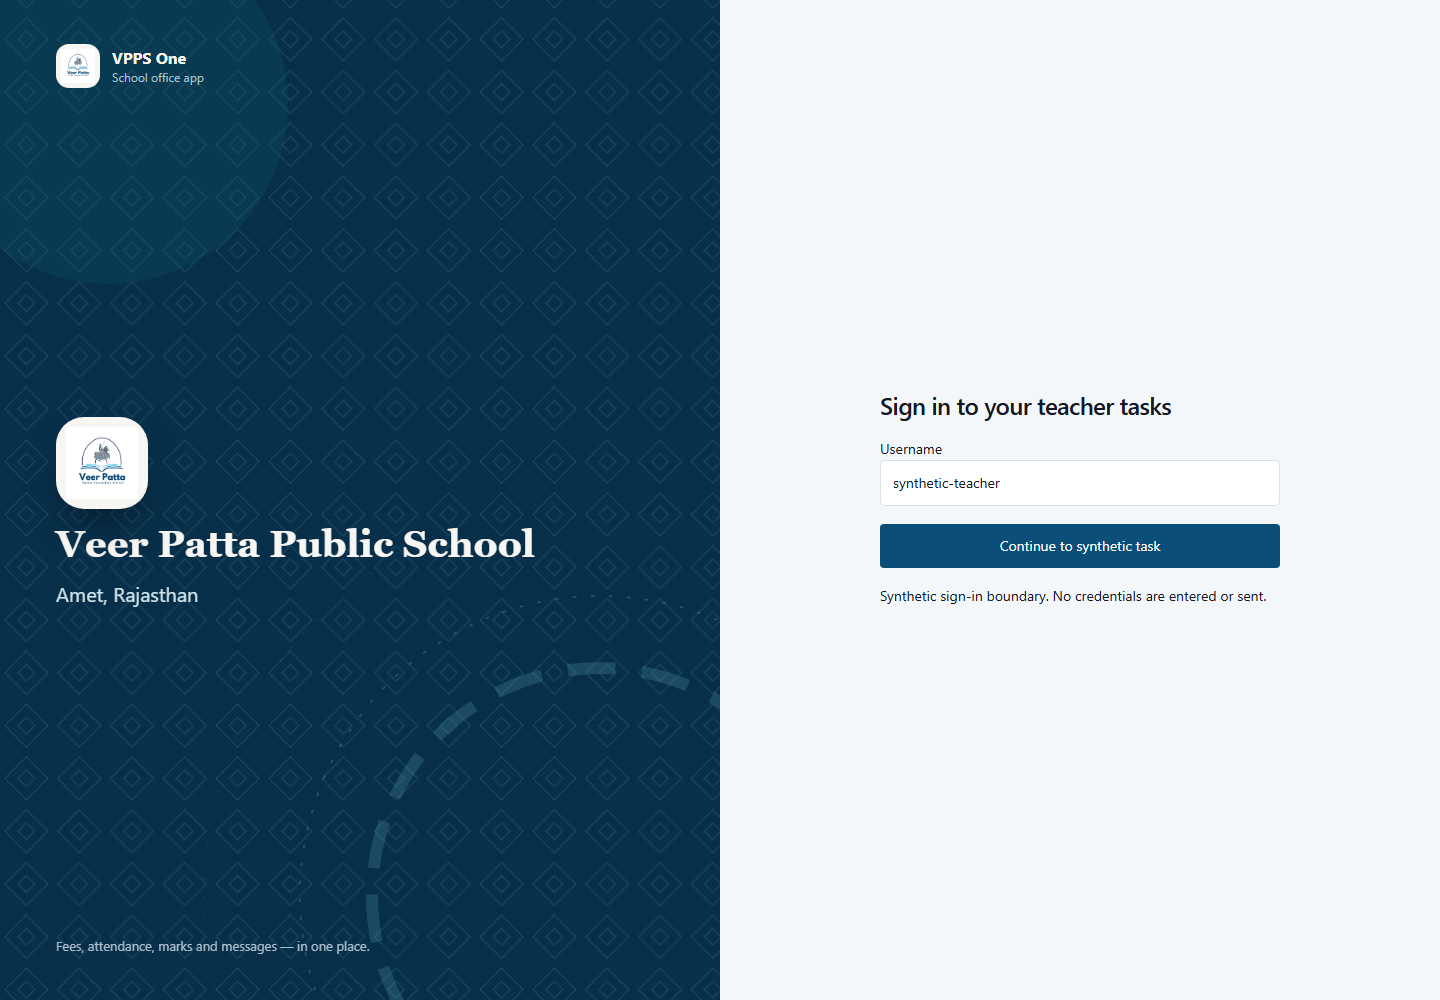 VPPS One
School office app
Veer Patta
Veer Patta
Veer Patta Public School
Amet, Rajasthan
Fees, attendance, marks and messages — in one place.
Sign in to your teacher tasks
Username
synthetic-teacher
Continue to synthetic task
Synthetic sign-in boundary. No credentials are entered or sent.